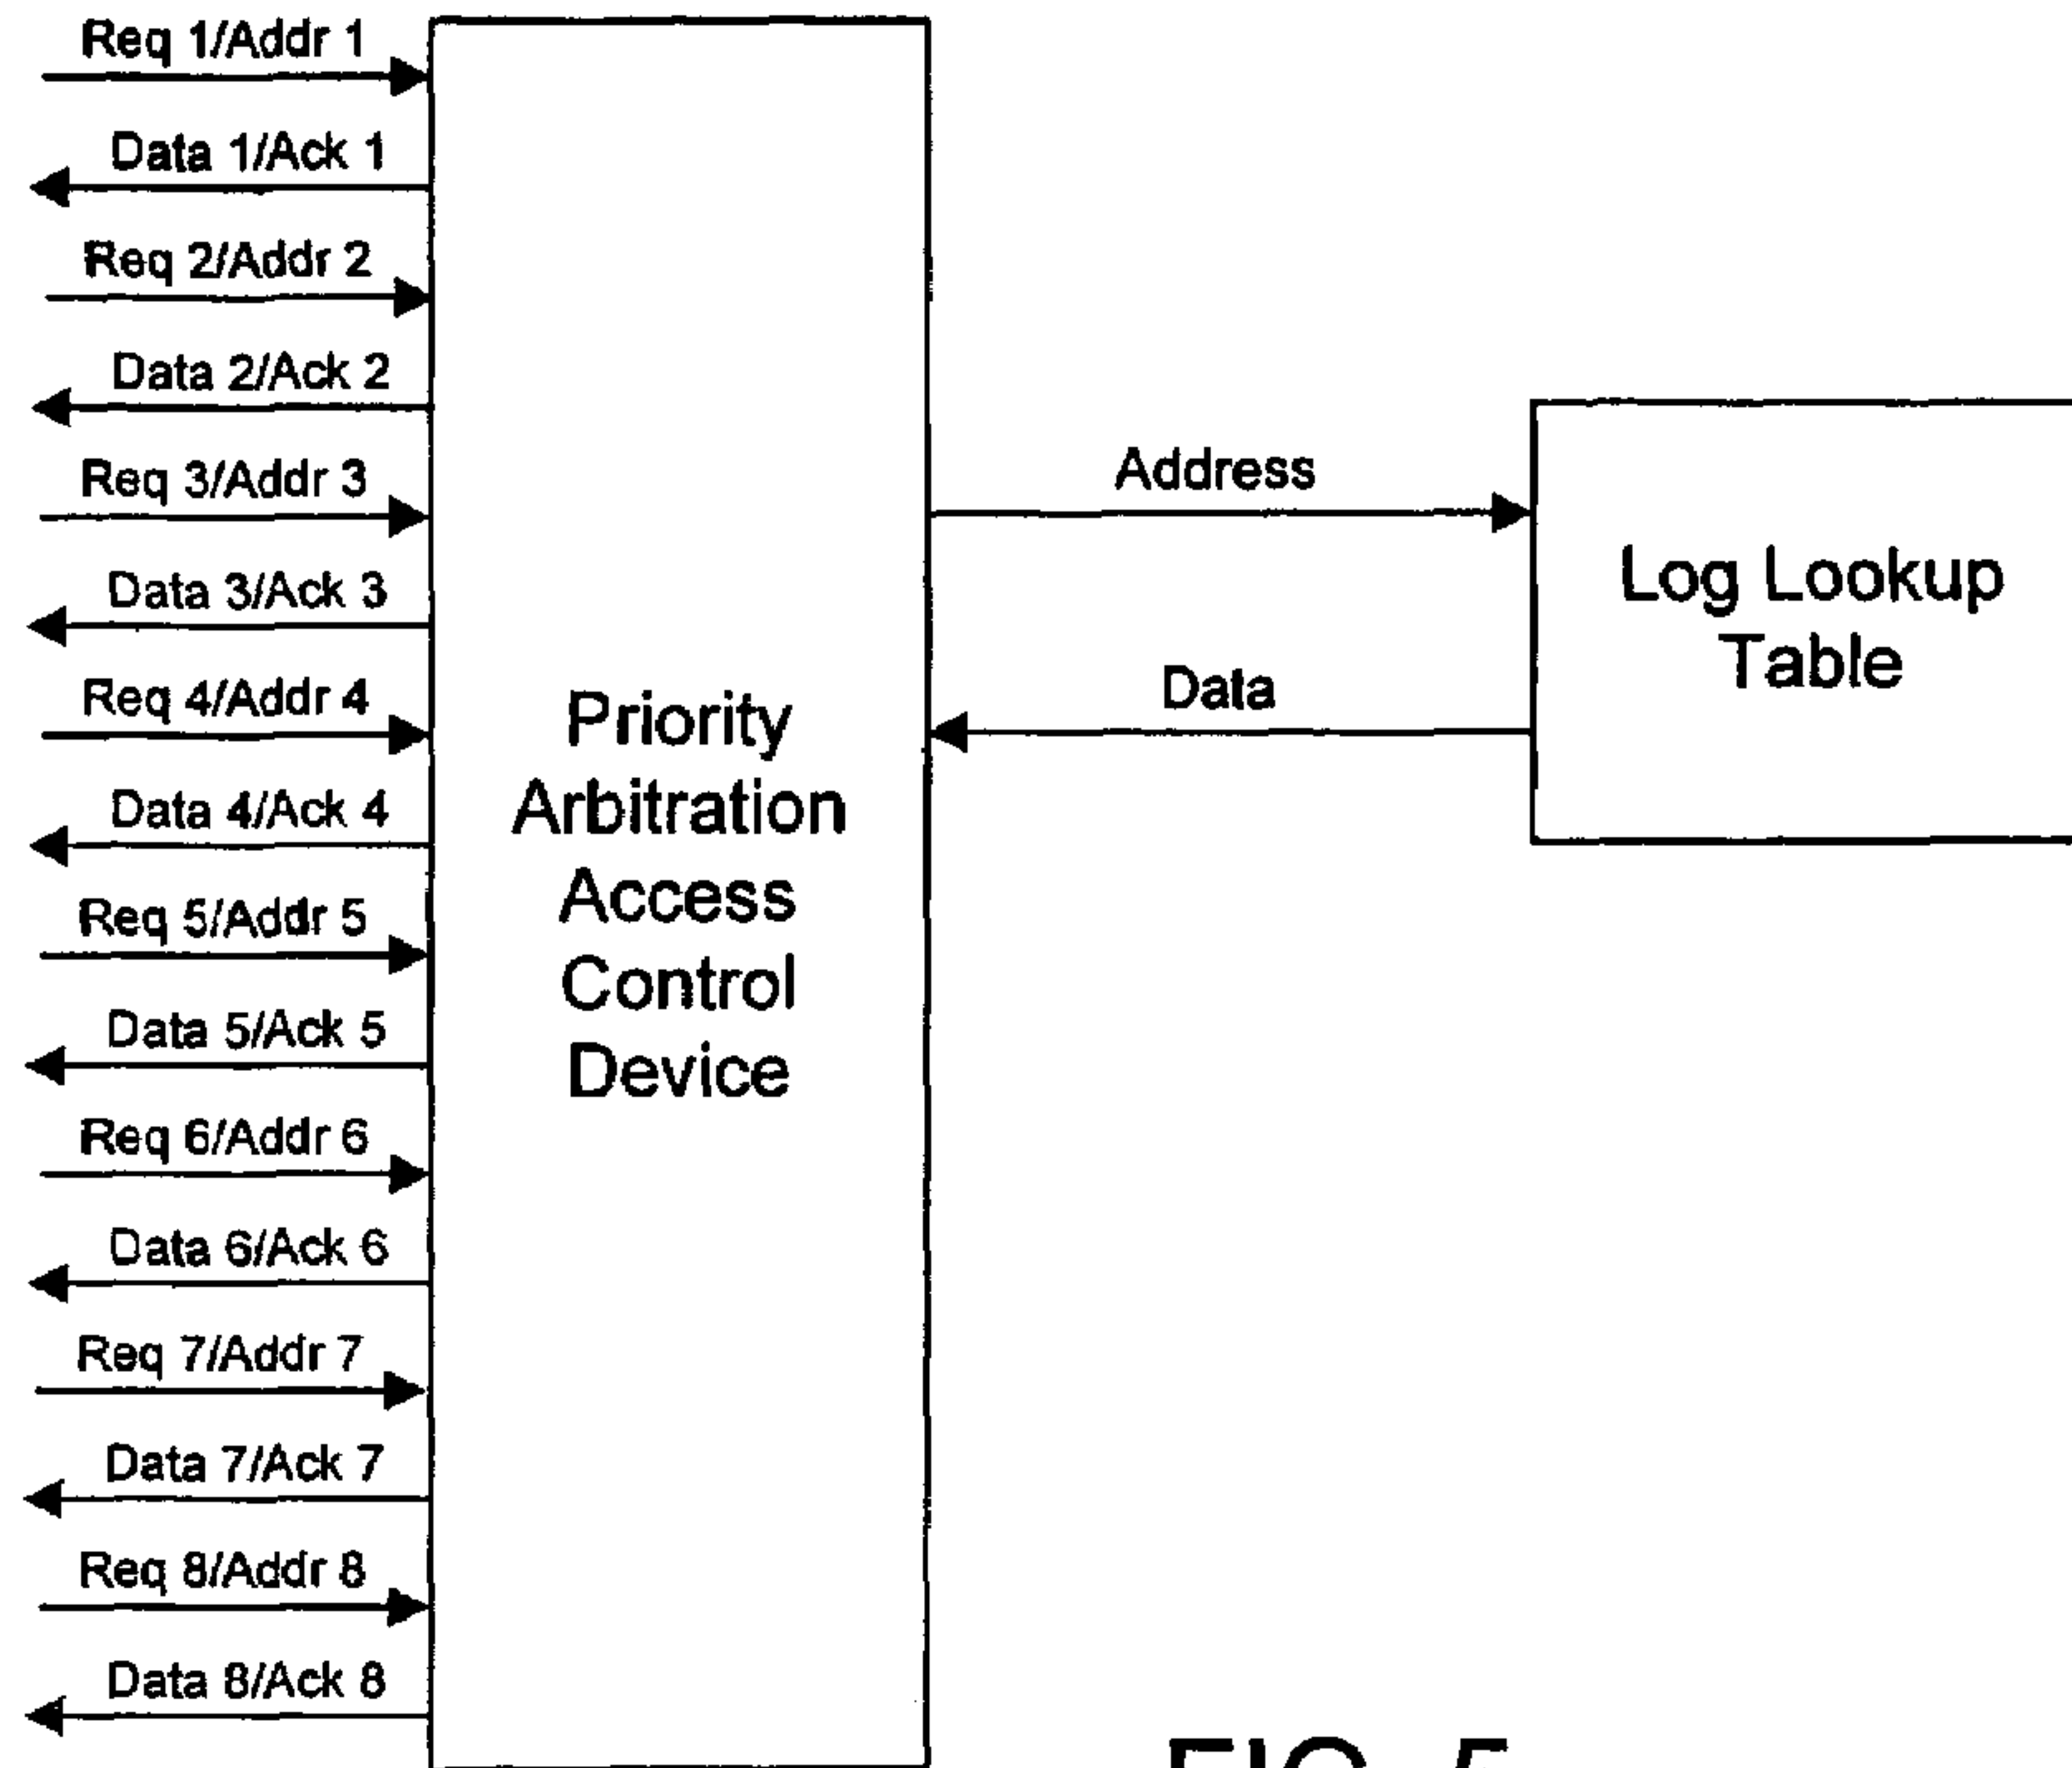 Req 1/Addr 1
Data 1/Ack 1
Req 2/Addr 2
Data 2/Ack 2
Req 3/Addr 3
Data 3/Ack 3
Req 4/Addr 4
Data 4/Ack 4
Req 5/Addr 5
Data 5/Ack 5
Req 6/Addr 6
Data 6/Ack 6
Req 7/Addr 7
Data 7/Ack 7
Req 8/Addr 8
Data 8/Ack 8
Priority
Arbitration
Access
Control
Device
Address
Data
Log Lookup
Table
FIG. 5